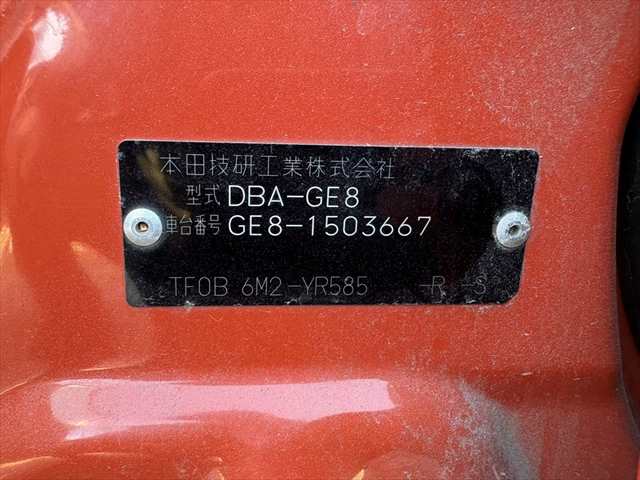 本田技研工業株式会社
型式 DBA-GE8
車台番号 GE8-1503667
TF0B 6M2-YR585 -R -S